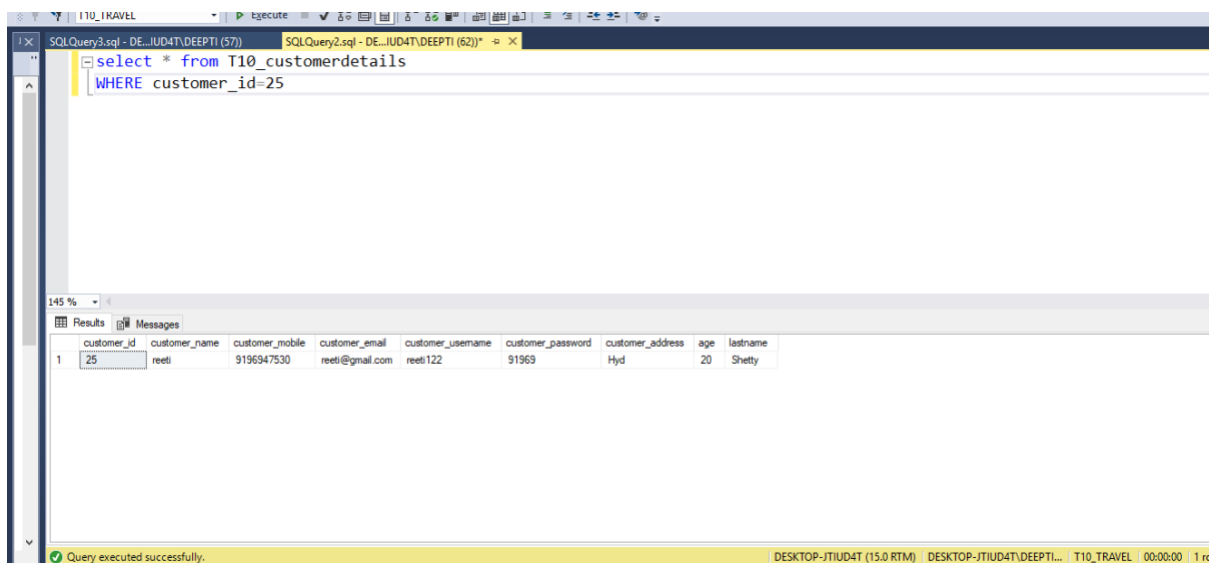 T10_TRAVEL Execute
SQLQuery3.sql - DE...IUD4T\DEEPTI (57)) SQLQuery2.sql - DE...IUD4T\DEEPTI (62))*
select * from T10_customerdetails
WHERE customer_id=25
145 %
Results Messages
customer_id customer_name customer_mobile customer_email customer_username customer_password customer_address age lastname
1 25 reeti 9196947530 reeti@gmail.com reeti122 91969 Hyd 20 Shetty
Query executed successfully. DESKTOP-JTIUD4T (15.0 RTM) DESKTOP-JTIUD4T\DEEPTI... T10_TRAVEL 00:00:00 1